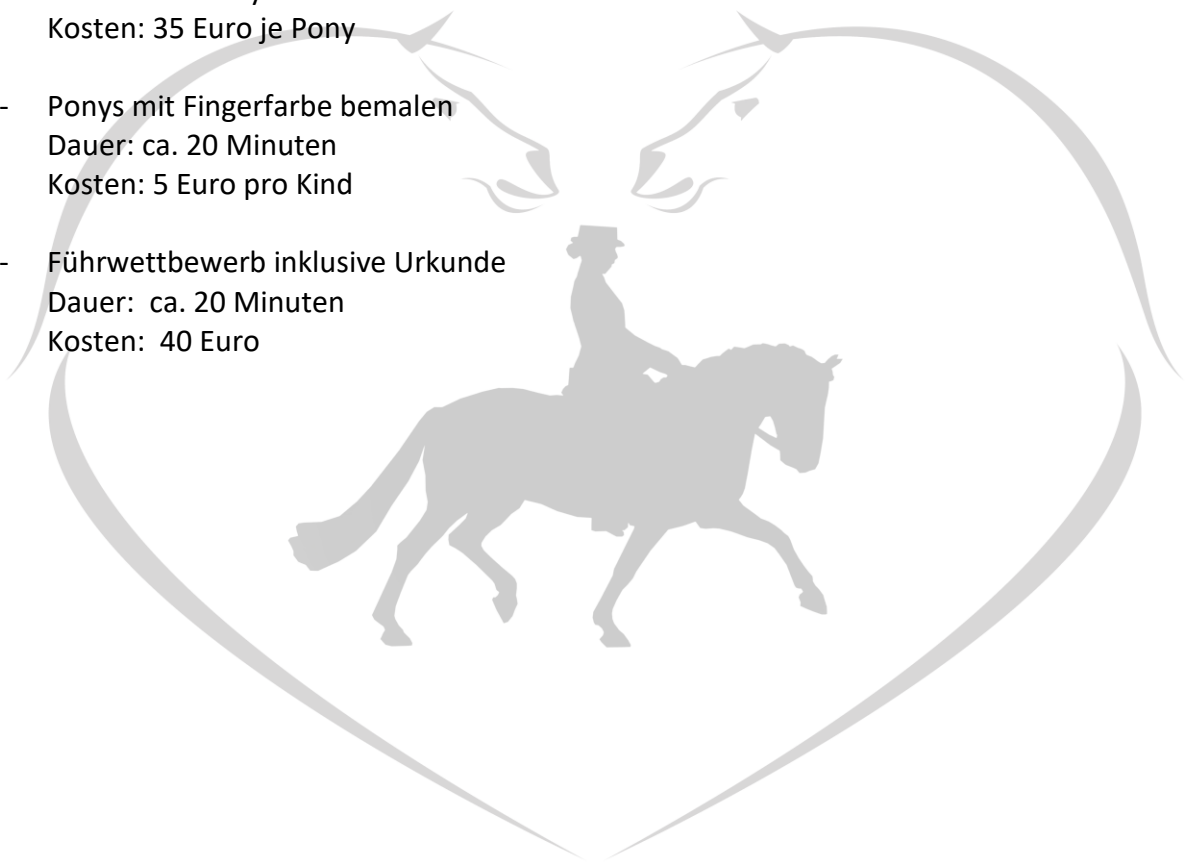 Kosten: 35 Euro je Pony
- Ponys mit Fingerfarbe bemalen
Dauer: ca. 20 Minuten
Kosten: 5 Euro pro Kind
- Führwettbewerb inklusive Urkunde
Dauer:  ca. 20 Minuten
Kosten:  40 Euro